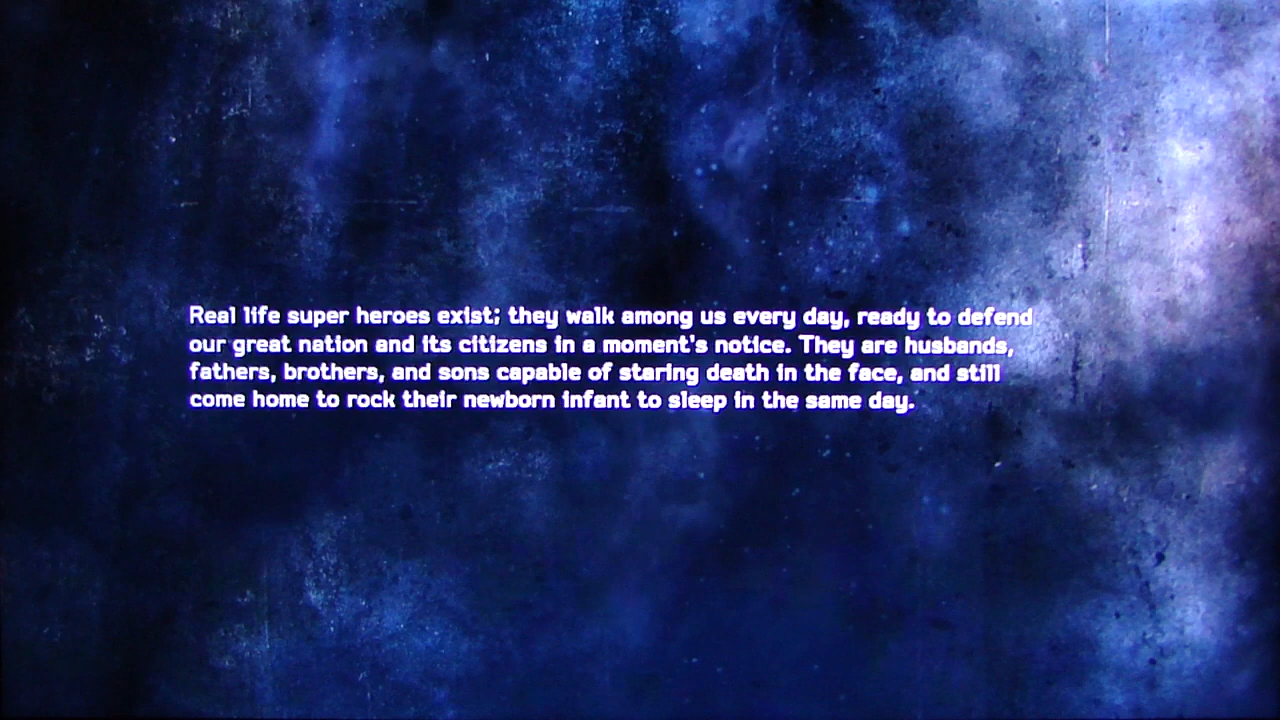 Real life super heroes exist; they walk among us every day, ready to defend
our great nation and its citizens in a moment's notice. They are husbands,
fathers, brothers, and sons capable of staring death in the face, and still
come home to rock their newborn infant to sleep in the same day.